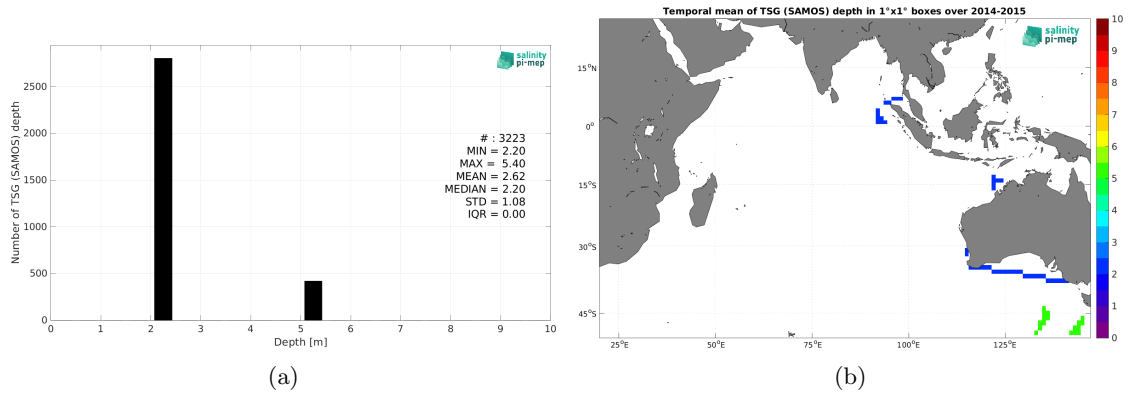 salinity
pi-mep
Number of TSG (SAMOS) depth
2500
2000
1500
1000
500
0
# : 3223
MIN = 2.20
MAX = 5.40
MEAN = 2.62
MEDIAN = 2.20
STD = 1.08
IQR = 0.00
0 1 2 3 4 5 6 7 8 9 10
Depth [m]
(a)
Temporal mean of TSG (SAMOS) depth in 1°x1° boxes over 2014-2015
salinity
pi-mep
15°N
0°
15°S
30°S
45°S
25°E 50°E 75°E 100°E 125°E
10
9
8
7
6
5
4
3
2
1
0
(b)